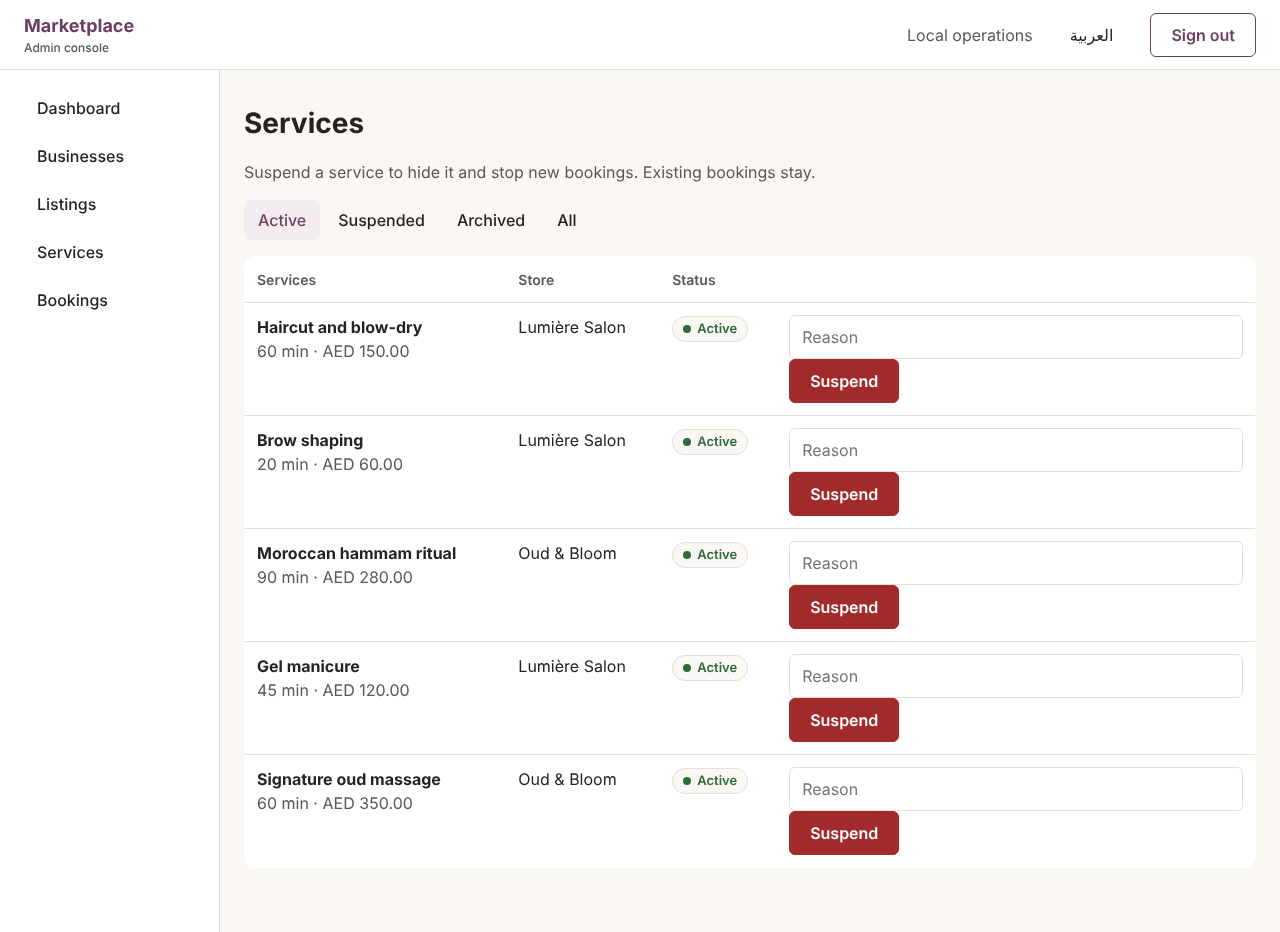 Marketplace
Admin console
Local operations
العربية
Sign out
Dashboard
Businesses
Listings
Services
Bookings
Services
Suspend a service to hide it and stop new bookings. Existing bookings stay.
Active Suspended Archived All
Services Store Status
Haircut and blow-dry Lumière Salon Active Reason
60 min · AED 150.00
Suspend
Brow shaping Lumière Salon Active Reason
20 min · AED 60.00
Suspend
Moroccan hammam ritual Oud & Bloom Active Reason
90 min · AED 280.00
Suspend
Gel manicure Lumière Salon Active Reason
45 min · AED 120.00
Suspend
Signature oud massage Oud & Bloom Active Reason
60 min · AED 350.00
Suspend